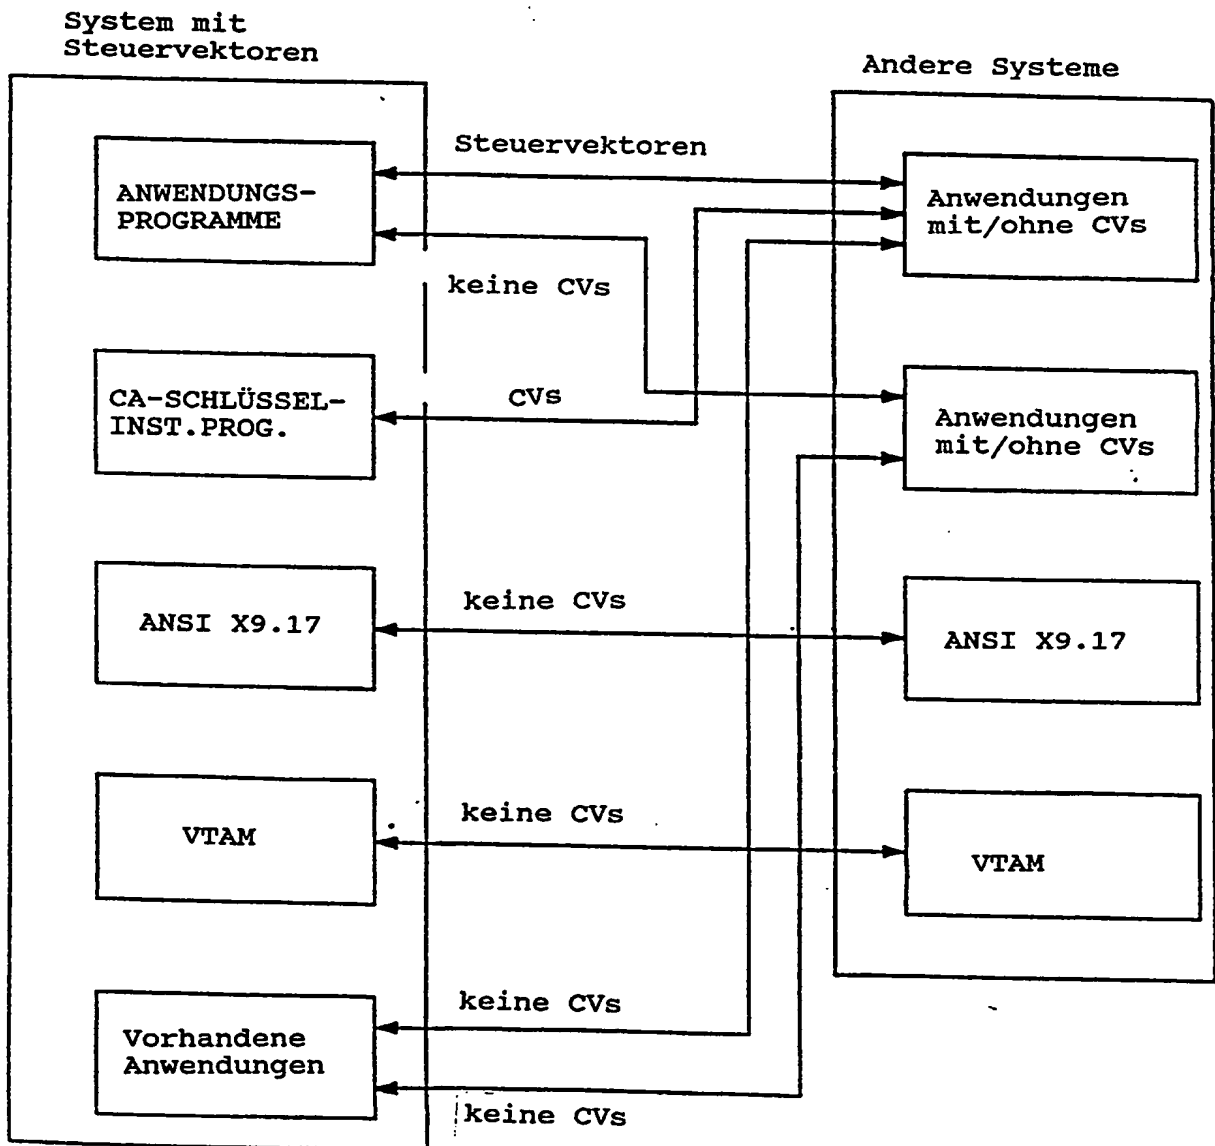 System mit
Steuervektoren
Andere Systeme
Steuervektoren
ANWENDUNGS-
PROGRAMME
Anwendungen
mit/ohne CVs
keine CVs
CA-SCHLÜSSEL-
INST.PROG.
CVs
Anwendungen
mit/ohne CVs
keine CVs
ANSI X9.17
ANSI X9.17
keine CVs
VTAM
VTAM
keine CVs
Vorhandene
Anwendungen
keine CVs